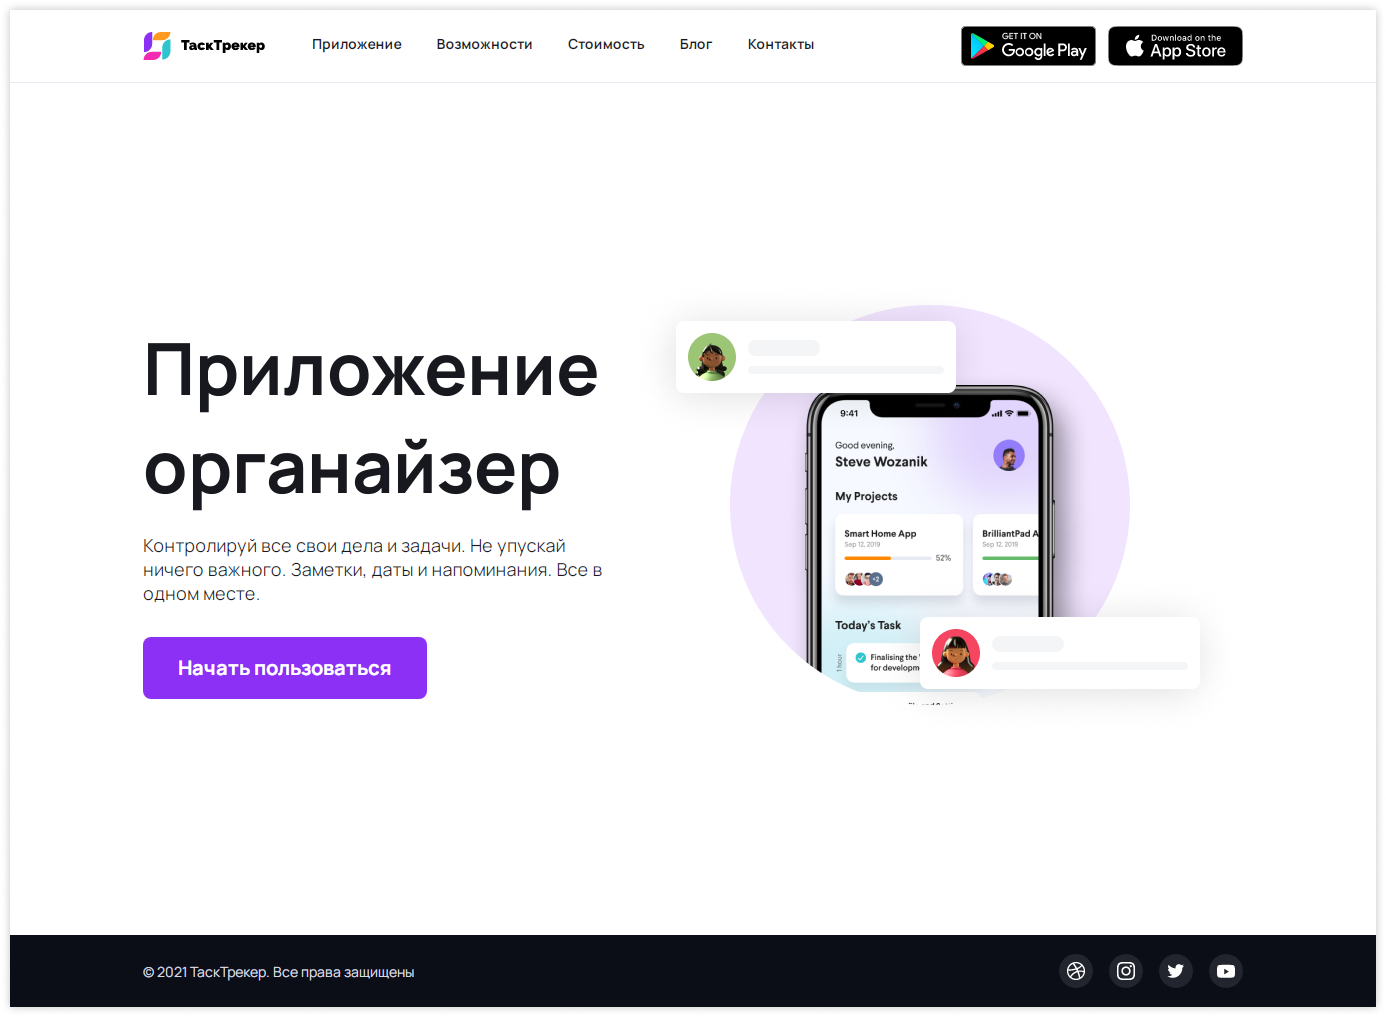 ТаскТрекер
Приложение
Возможности
Стоимость
Блог
Контакты
GET IT ON
Google Play
Download on the
App Store
Приложение
органайзер
Контролируй все свои дела и задачи. Не упускай
ничего важного. Заметки, даты и напоминания. Все в
одном месте.
Начать пользоваться
9:41
Good evening,
Steve Wozanik
My Projects
Smart Home App
Sep 12, 2019
52%
+2
BrilliantPad A
Sep 12, 2019
Today's Task
1 hour
Finalising the
for developm
© 2021 ТаскТрекер. Все права защищены